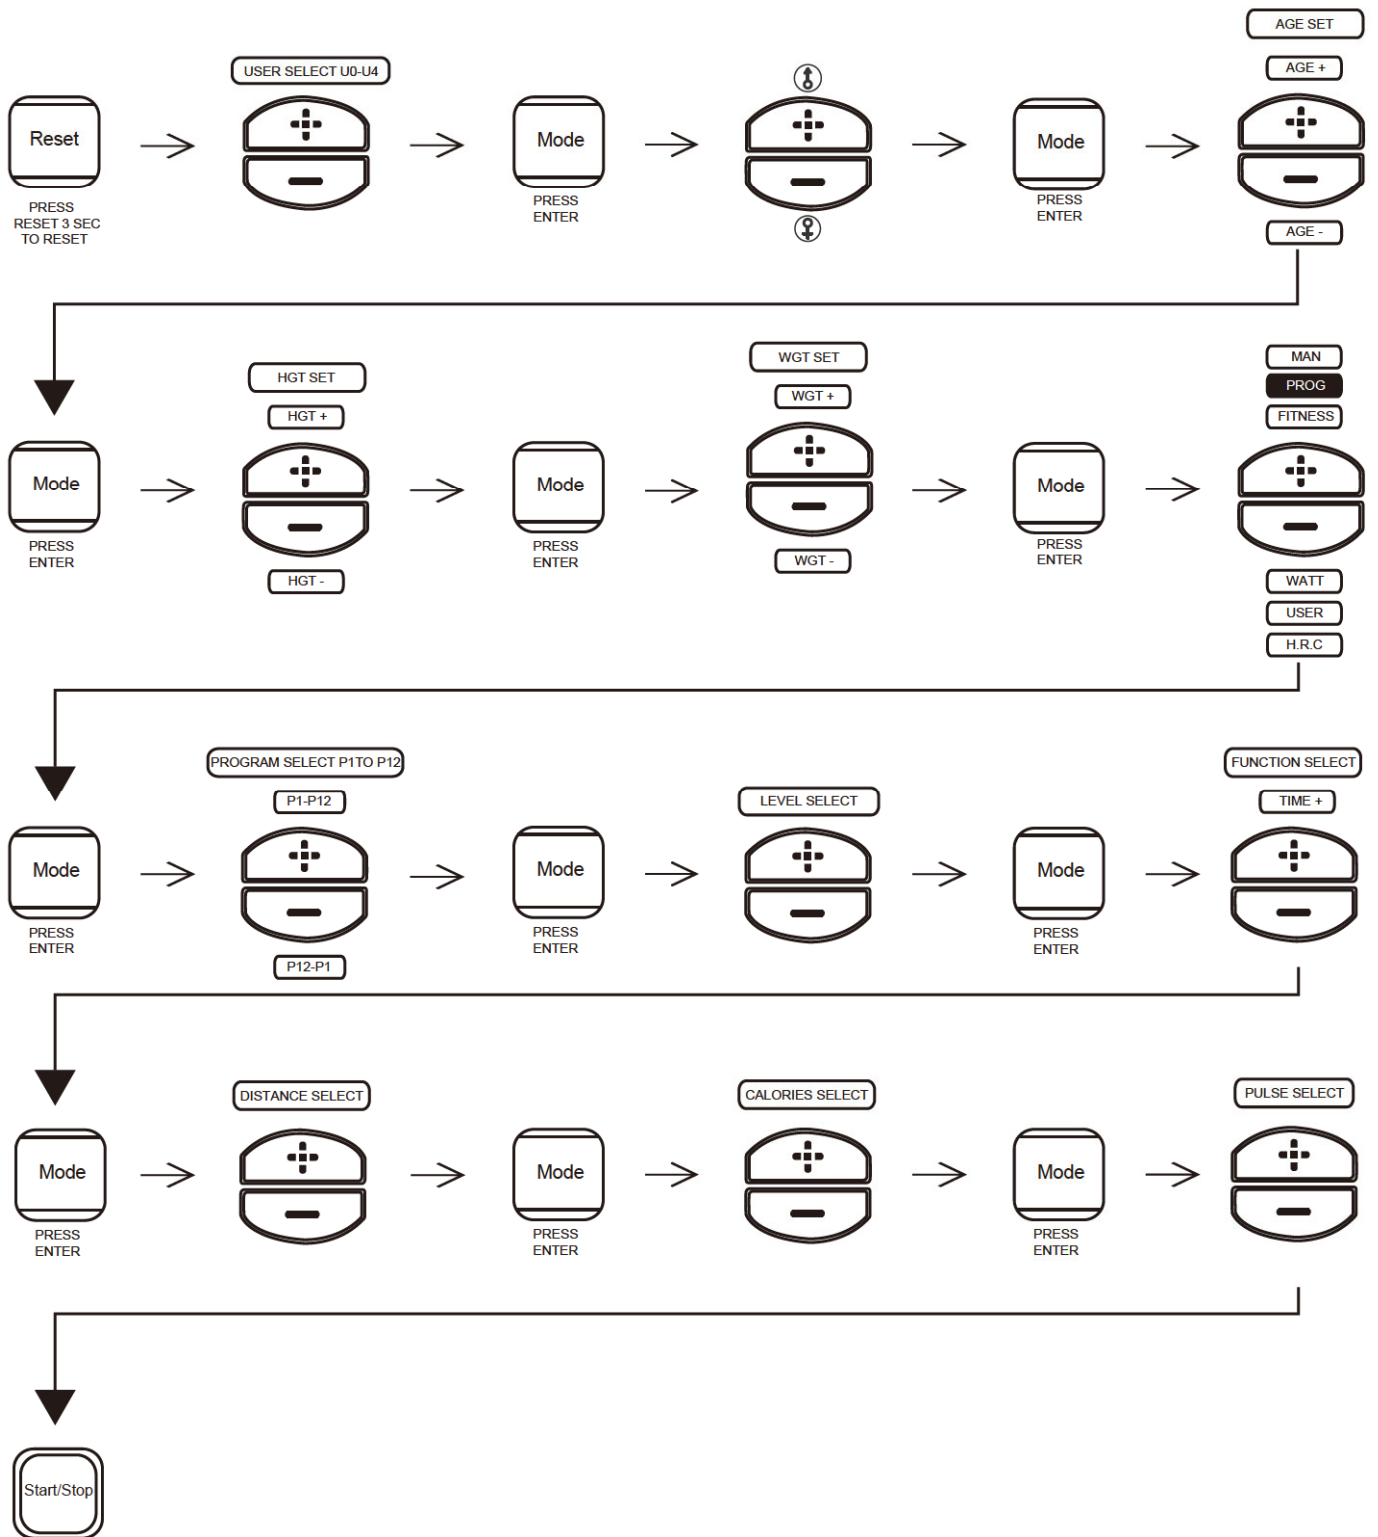 AGE SET
USER SELECT U0-U4
AGE +
Reset
Mode
Mode
PRESS
RESET 3 SEC
TO RESET
PRESS
ENTER
PRESS
ENTER
AGE -
HGT SET
HGT +
WGT SET
WGT +
MAN
PROG
FITNESS
Mode
Mode
Mode
PRESS
ENTER
HGT -
PRESS
ENTER
WGT -
PRESS
ENTER
WATT
USER
H.R.C
PROGRAM SELECT P1TO P12
P1-P12
LEVEL SELECT
FUNCTION SELECT
TIME +
Mode
Mode
Mode
PRESS
ENTER
P12-P1
PRESS
ENTER
PRESS
ENTER
DISTANCE SELECT
CALORIES SELECT
PULSE SELECT
Mode
Mode
Mode
PRESS
ENTER
PRESS
ENTER
PRESS
ENTER
Start/Stop